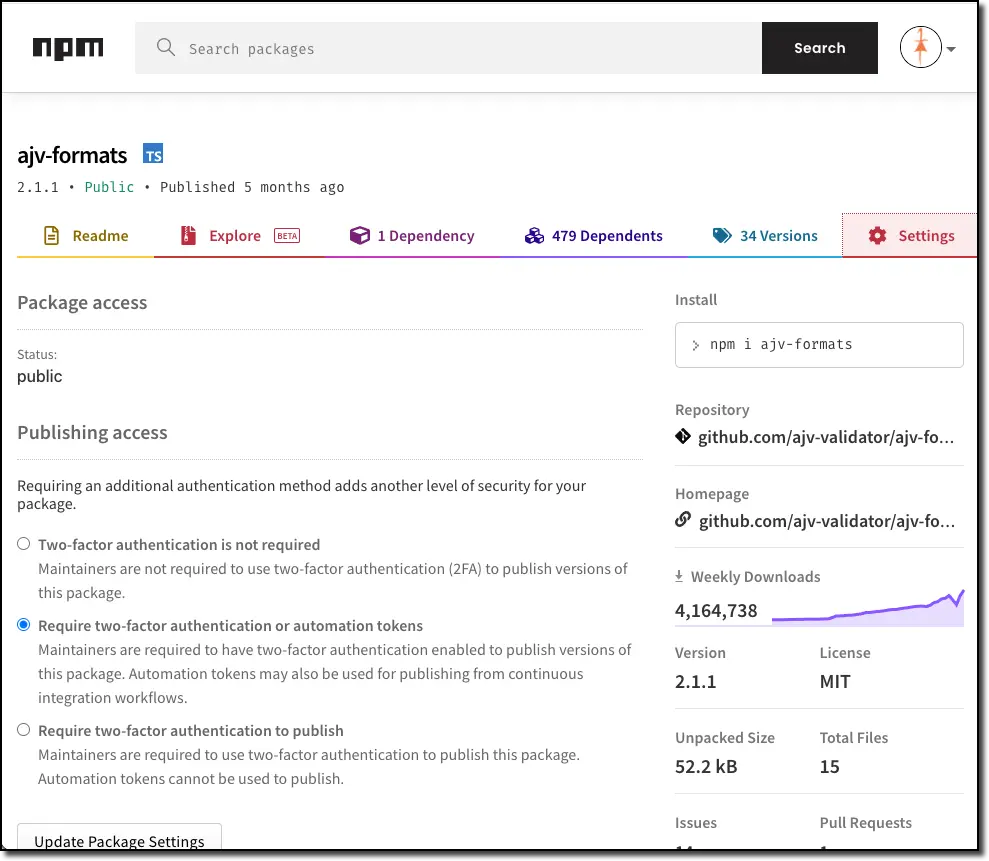 npm
Search packages
Search
ajv-formats TS
2.1.1 • Public • Published 5 months ago
Readme
Explore BETA
1 Dependency
479 Dependents
34 Versions
Settings
Package access
Status:
public
Publishing access
Requiring an additional authentication method adds another level of security for your
package.
Two-factor authentication is not required
Maintainers are not required to use two-factor authentication (2FA) to publish versions of
this package.
Require two-factor authentication or automation tokens
Maintainers are required to have two-factor authentication enabled to publish versions of
this package. Automation tokens may also be used for publishing from continuous
integration workflows.
Require two-factor authentication to publish
Maintainers are required to use two-factor authentication to publish this package.
Automation tokens cannot be used to publish.
Update Package Settings
Install
npm i ajv-formats
Repository
github.com/ajv-validator/ajv-fo...
Homepage
github.com/ajv-validator/ajv-fo...
Weekly Downloads
4,164,738
Version License
2.1.1 MIT
Unpacked Size Total Files
52.2 kB 15
Issues Pull Requests